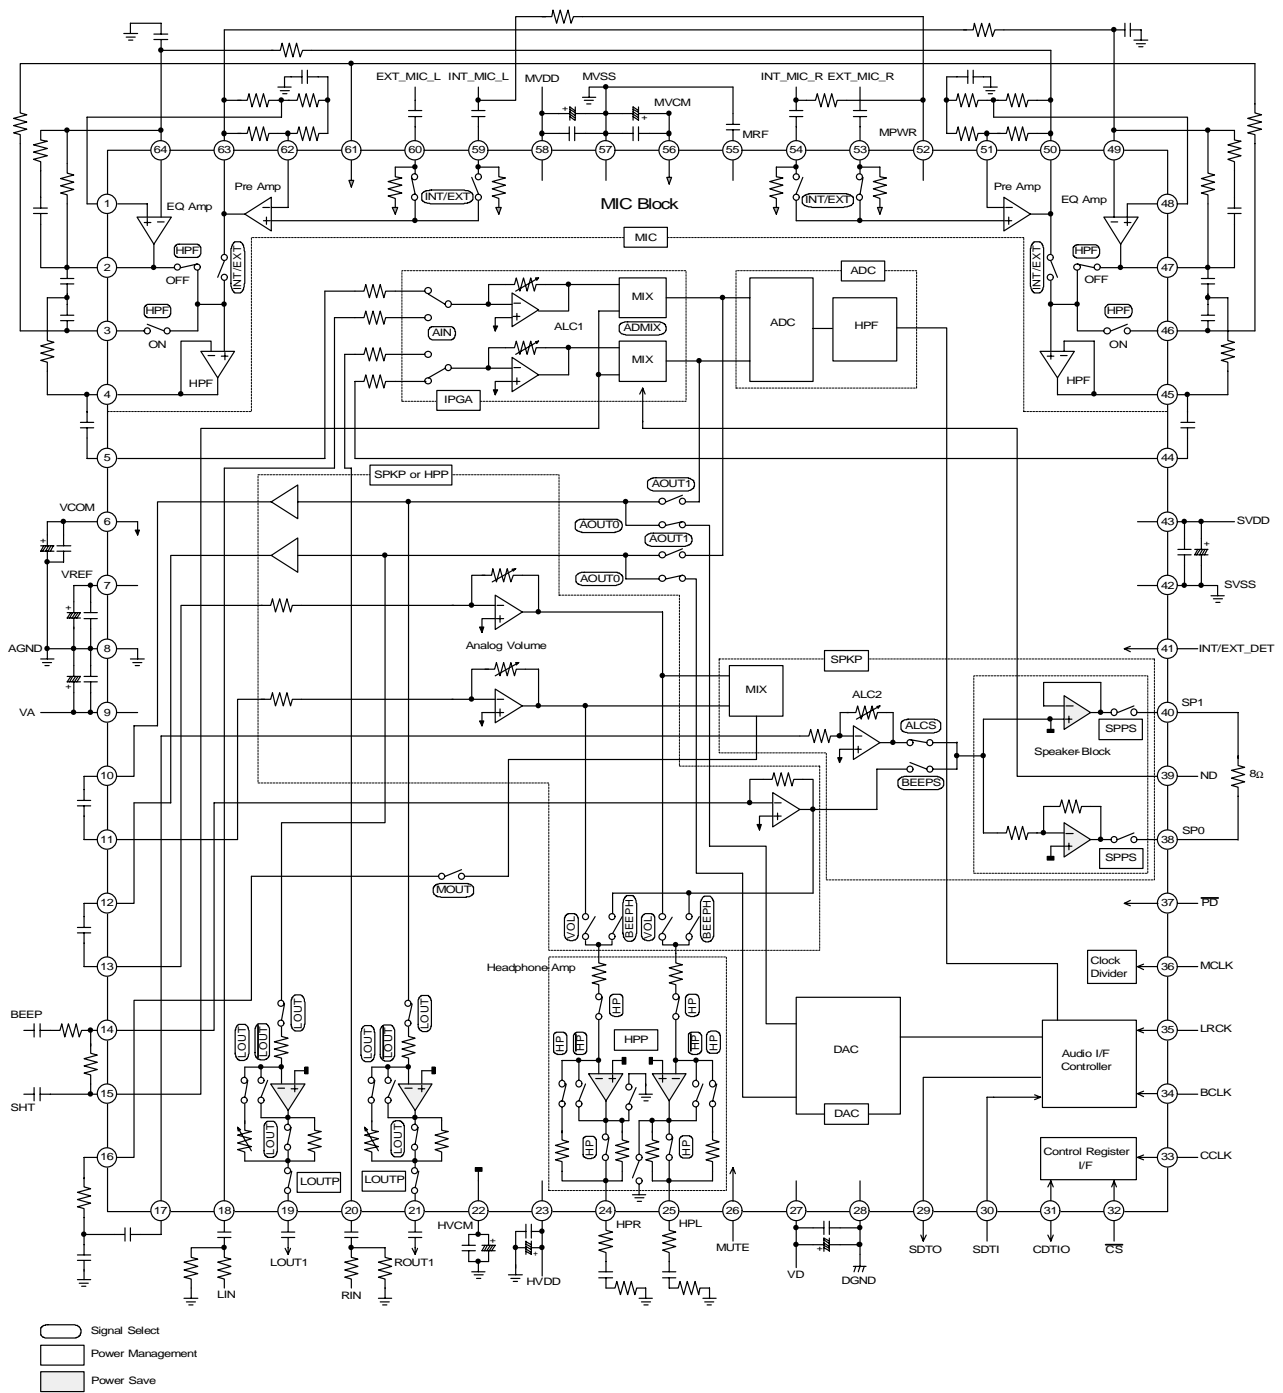 EXT_MIC_L INT_MIC_L MVDD MVSS INT_MIC_R EXT_MIC_R
MVCM
+ +
MRF MPWR
64 63 62 61 60 59 58 57 56 55 54 53 52 51 50 49
Pre Amp INT/EXT MIC Block INT/EXT Pre Amp
1 EQ Amp EQ Amp 48
MIC
HPF INT/EXT INT/EXT HPF
2 OFF OFF 47
ADC
MIX
HPF ADC HPF HPF
3 ON AIN ALC1 ADMIX ON 46
MIX
HPF HPF
4 IPGA 45
5 44
SPKP or HPP
AOUT1
VCOM
6 AOUT0 43 SVDD
AOUT1
VREF AOUT0
7 42 SVSS
AGND 8 Analog Volume 41 INT/EXT_DET
SPKP
MIX
ALC2 SP1
VA 9 ALCS SPPS 40
Speaker Block
10 BEEPS 39 ND 8Ω
SP0
11 SPPS 38
MOUT
12 37 PD
VOL BEEPH VOL BEEPH
13 Headphone Amp Clock Divider 36 MCLK
BEEP 14 LOUT LOUT HP HP 35 LRCK
LOUT LOUT LOUT LOUT HP HP HPP HP HP DAC Audio I/F Controller
SHT 15 34 BCLK
DAC
16 LOUT LOUT HP HP Control Register I/F 33 CCLK
LOUTP LOUTP
17 18 19 20 21 22 23 24 25 26 27 28 29 30 31 32
HVCM HPR HPL MUTE SDTO SDTI CDTIO CS
LOUT1 ROUT1 HVDD VD DGND
LIN RIN
Signal Select
Power Management
Power Save